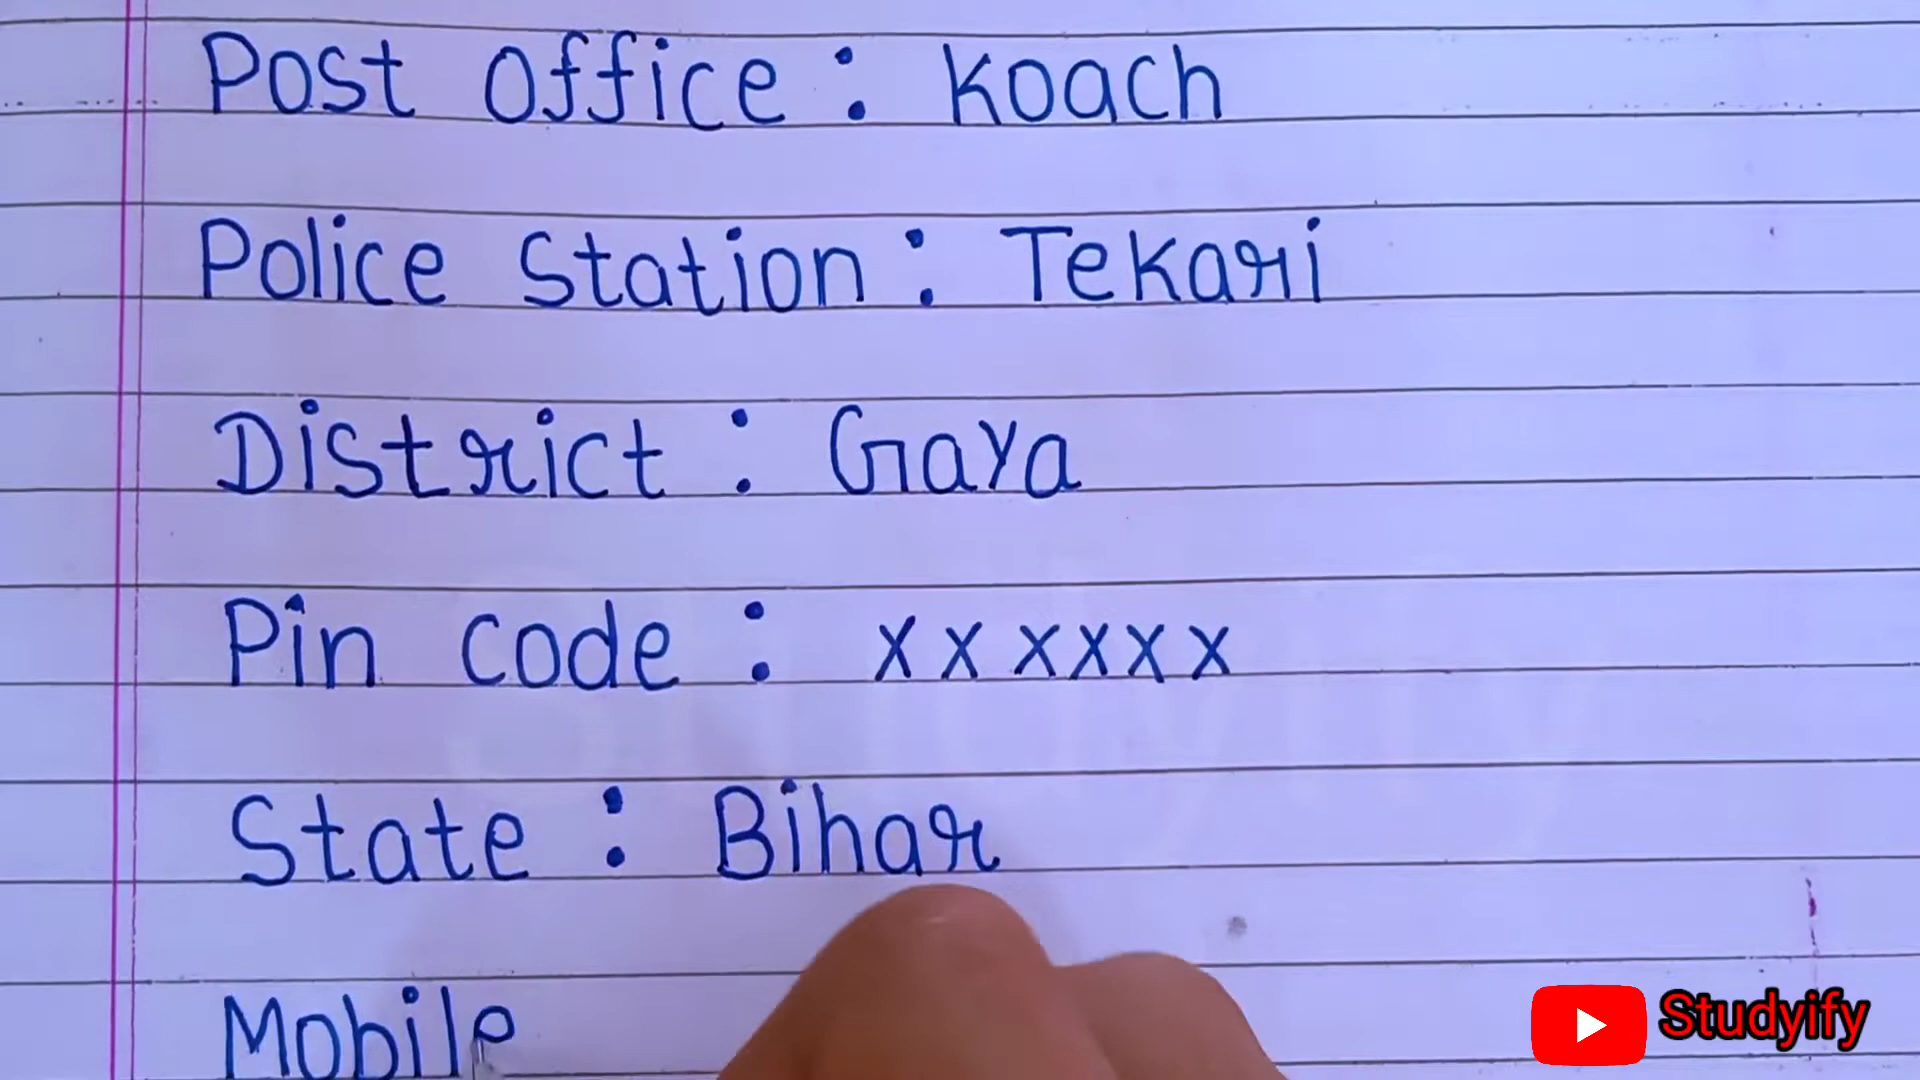 Post Office : Koach
Police Station : Tekari
District : Gaya
Pin Code : xxxxxx
State : Bihar
Mobile
Studyify